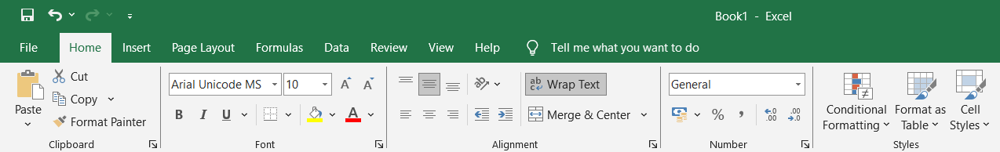 Book1 - Excel
File Home Insert Page Layout Formulas Data Review View Help Tell me what you want to do
Paste
Cut
Copy
Format Painter
Clipboard
Arial Unicode MS 10 A A
B I U A
Font
ab Wrap Text
Merge & Center
Alignment
General
% , .00 .00
Number
Conditional Formatting
Format as Table
Cell Styles
Styles